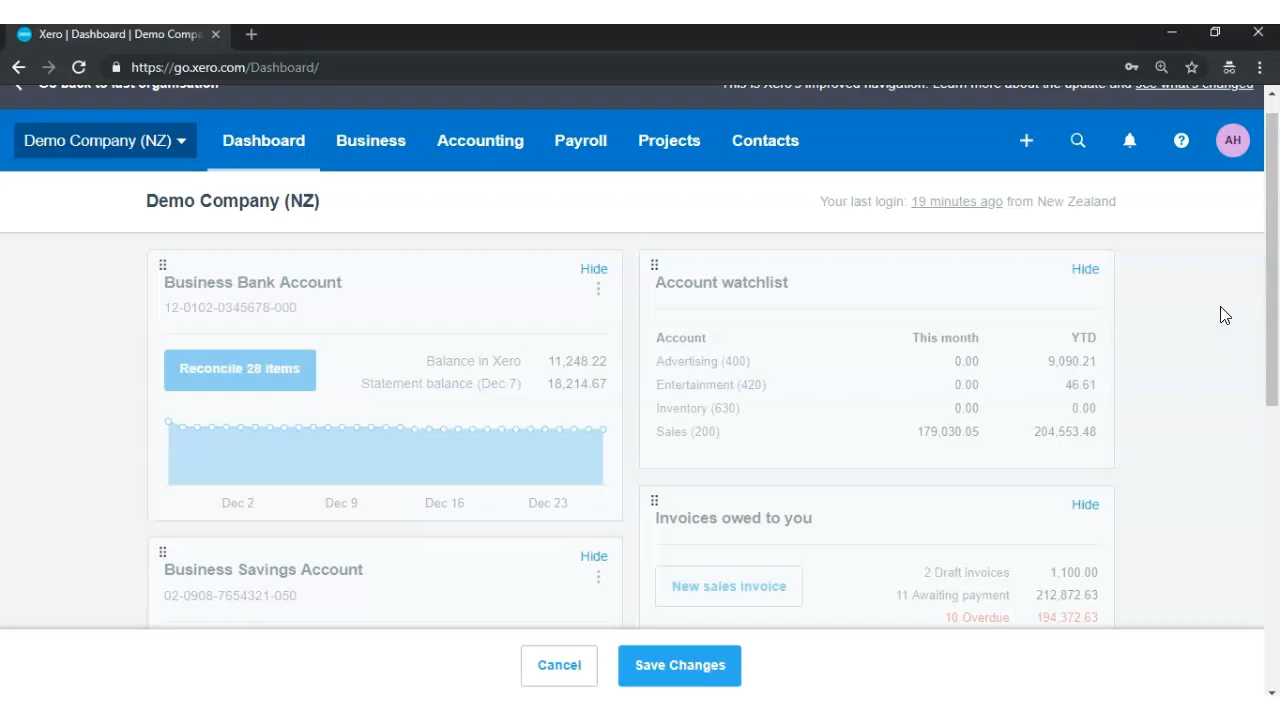 Xero | Dashboard | Demo Compa
https://go.xero.com/Dashboard/
Go back to last organisation
This is Xero's improved navigation. Learn more about the update and see what's changed
Demo Company (NZ)
Dashboard
Business
Accounting
Payroll
Projects
Contacts
AH
Demo Company (NZ)
Your last login: 19 minutes ago from New Zealand
Hide
Business Bank Account
12-0102-0345678-000
Reconcile 28 items
Balance in Xero 11,248.22
Statement balance (Dec 7) 18,214.67
Dec 2 Dec 9 Dec 16 Dec 23
Hide
Business Savings Account
02-0908-7654321-050
Hide
Account watchlist
Account This month YTD
Advertising (400) 0.00 9,090.21
Entertainment (420) 0.00 46.61
Inventory (630) 0.00 0.00
Sales (200) 179,030.05 204,553.48
Hide
Invoices owed to you
New sales invoice
2 Draft invoices 1,100.00
11 Awaiting payment 212,872.63
10 Overdue 194,372.63
Cancel
Save Changes